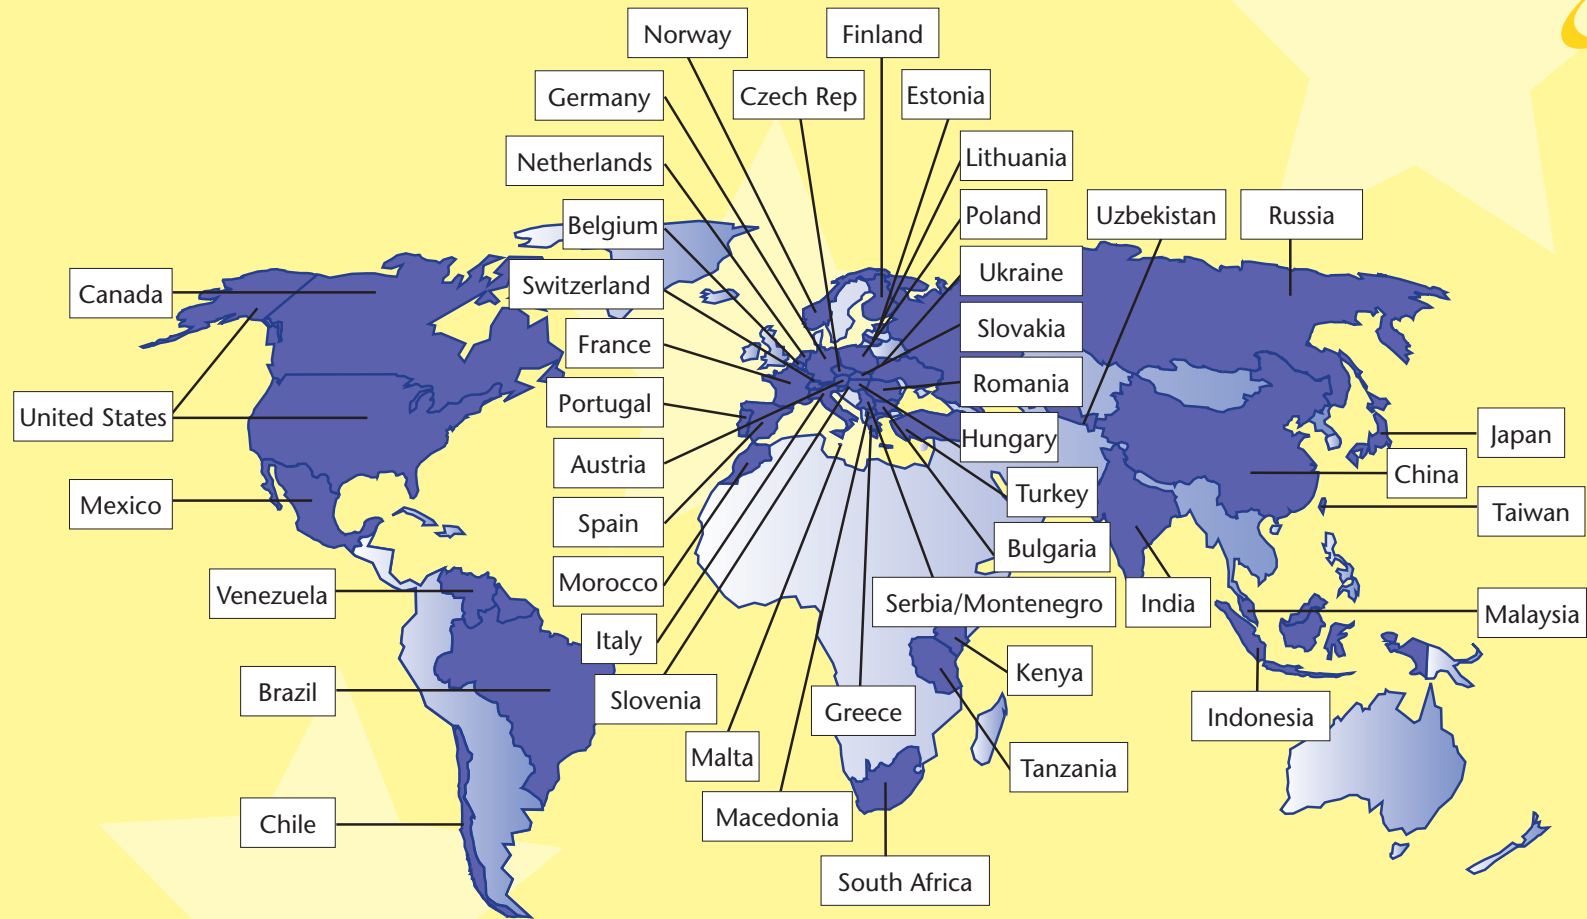 Norway
Finland
Germany
Czech Rep
Estonia
Netherlands
Lithuania
Belgium
Poland
Uzbekistan
Russia
Canada
Switzerland
Ukraine
France
Slovakia
United States
Portugal
Romania
Austria
Hungary
Japan
Mexico
China
Spain
Turkey
Taiwan
Venezuela
Morocco
Bulgaria
Italy
Serbia/Montenegro
India
Malaysia
Brazil
Slovenia
Kenya
Greece
Indonesia
Malta
Tanzania
Chile
Macedonia
South Africa